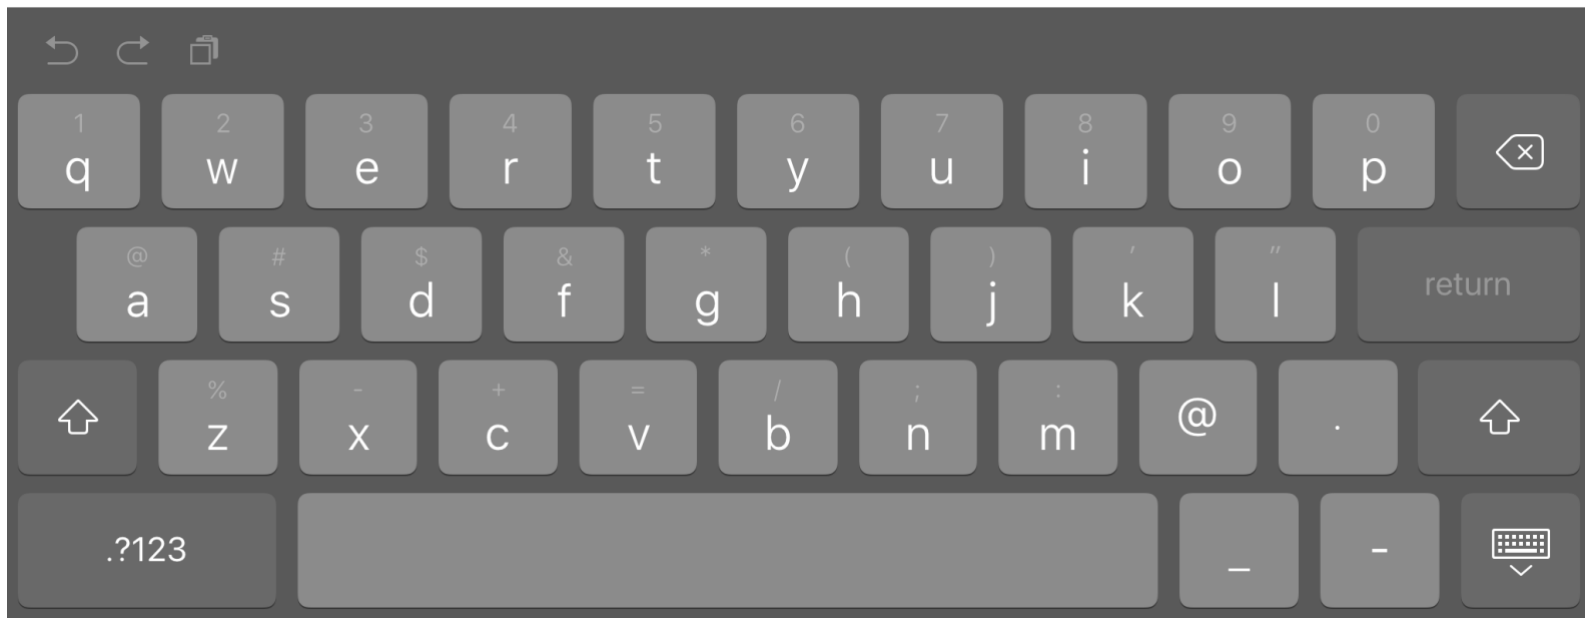 1 2 3 4 5 6 7 8 9 0
q w e r t y u i o p
@ # $ & * ( ) ' "
a s d f g h j k l return
% - + = / ; :
z x c v b n m @ .
.?123 _ -